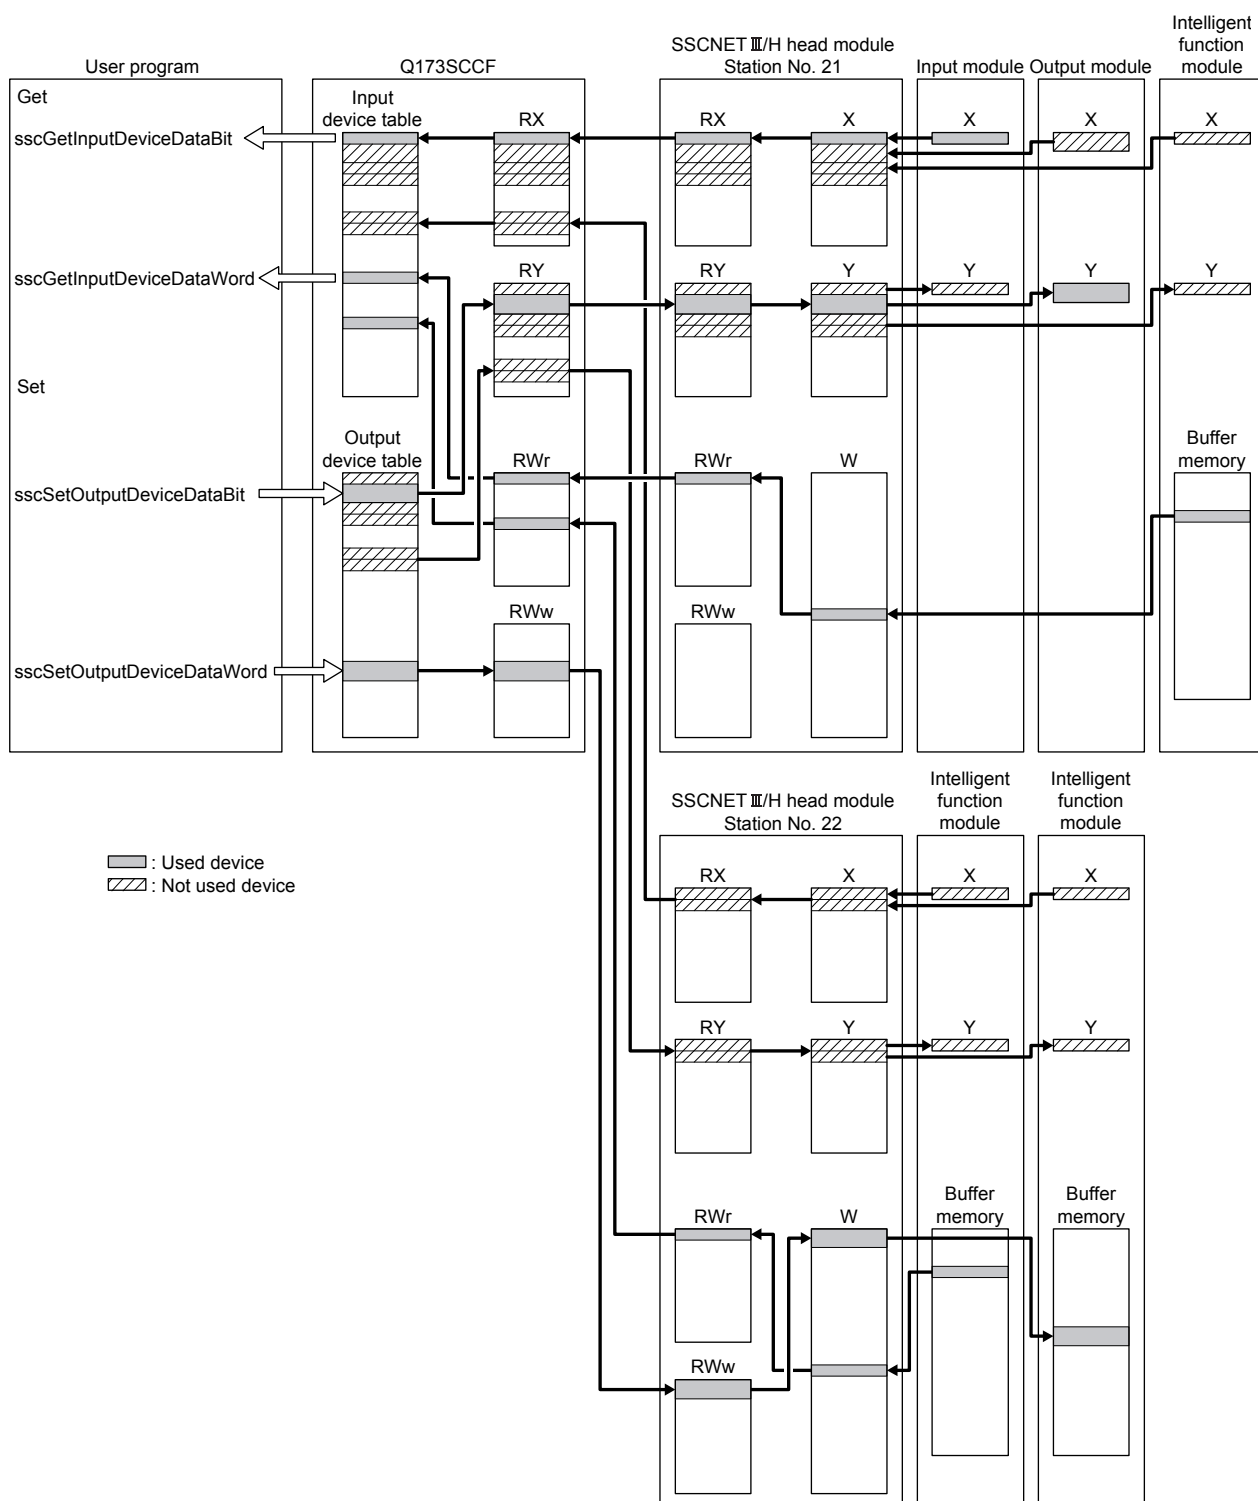 User program
Q173SCCF
SSCNET Ⅲ/H head module
Station No. 21
Input module
Output module
Intelligent
function
module
Get
sscGetInputDeviceDataBit
sscGetInputDeviceDataWord
Set
sscSetOutputDeviceDataBit
sscSetOutputDeviceDataWord
Input
device table
RX
RY
Output
device table
RWr
RWw
RX
X
RY
Y
RWr
W
RWw
X
Y
X
Y
X
Y
Buffer
memory
: Used device
: Not used device
SSCNET Ⅲ/H head module
Station No. 22
Intelligent
function
module
Intelligent
function
module
RX
X
X
X
RY
Y
Y
Y
RWr
W
Buffer
memory
Buffer
memory
RWw